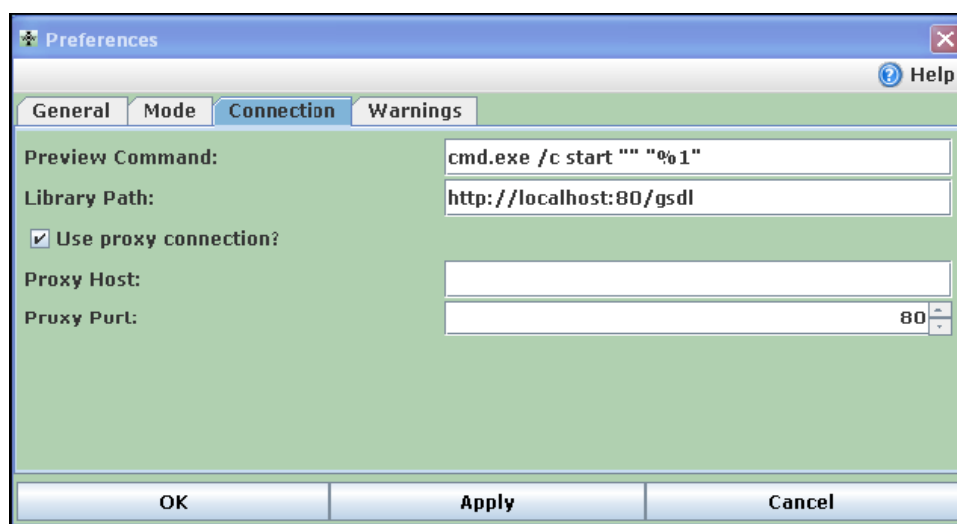 Preferences
Help
General Mode Connection Warnings
Preview Command: cmd.exe /c start "" "%1"
Library Path: http://localhost:80/gsdl
Use proxy connection?
Proxy Host:
Proxy Port: 80
OK Apply Cancel